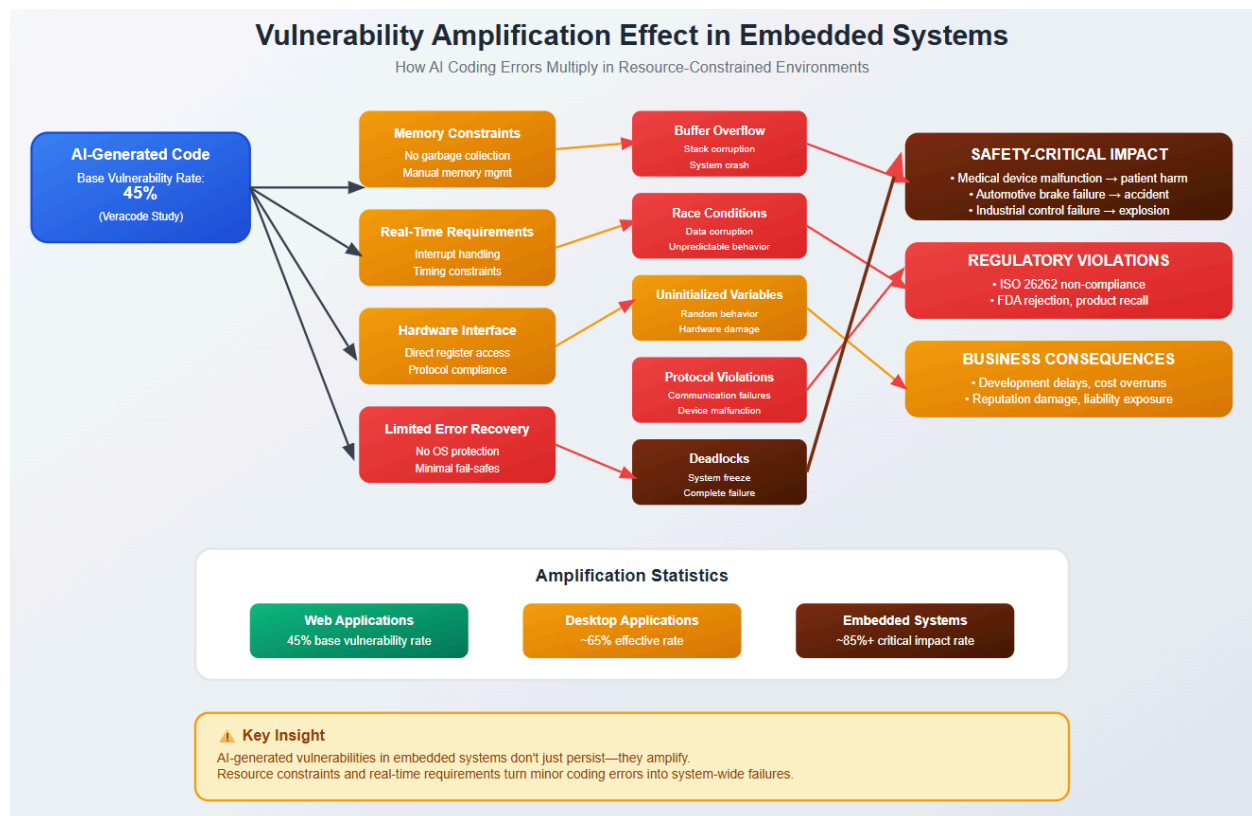 Vulnerability Amplification Effect in Embedded Systems
How AI Coding Errors Multiply in Resource-Constrained Environments
AI-Generated Code
Base Vulnerability Rate:
45%
(Veracode Study)
Memory Constraints
No garbage collection
Manual memory mgmt
Real-Time Requirements
Interrupt handling
Timing constraints
Hardware Interface
Direct register access
Protocol compliance
Limited Error Recovery
No OS protection
Minimal fail-safes
Buffer Overflow
Stack corruption
System crash
Race Conditions
Data corruption
Unpredictable behavior
Uninitialized Variables
Random behavior
Hardware damage
Protocol Violations
Communication failures
Device malfunction
Deadlocks
System freeze
Complete failure
SAFETY-CRITICAL IMPACT
• Medical device malfunction → patient harm
• Automotive brake failure → accident
• Industrial control failure → explosion
REGULATORY VIOLATIONS
• ISO 26262 non-compliance
• FDA rejection, product recall
BUSINESS CONSEQUENCES
• Development delays, cost overruns
• Reputation damage, liability exposure
Amplification Statistics
Web Applications
45% base vulnerability rate
Desktop Applications
~65% effective rate
Embedded Systems
~85%+ critical impact rate
⚠️ Key Insight
AI-generated vulnerabilities in embedded systems don't just persist—they amplify.
Resource constraints and real-time requirements turn minor coding errors into system-wide failures.